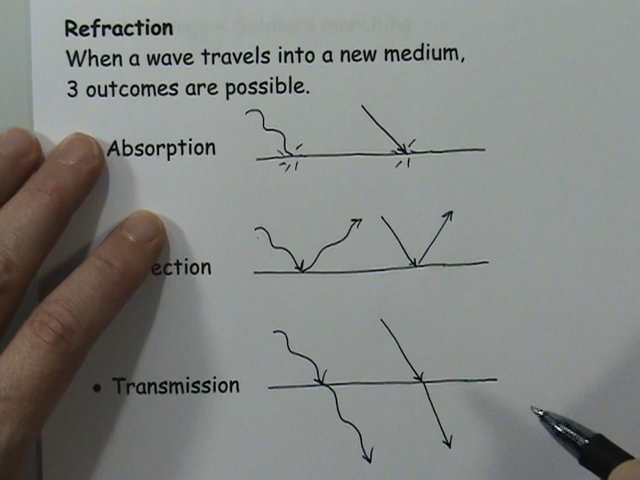 Refraction
When a wave travels into a new medium,
3 outcomes are possible.
Absorption
ection
• Transmission